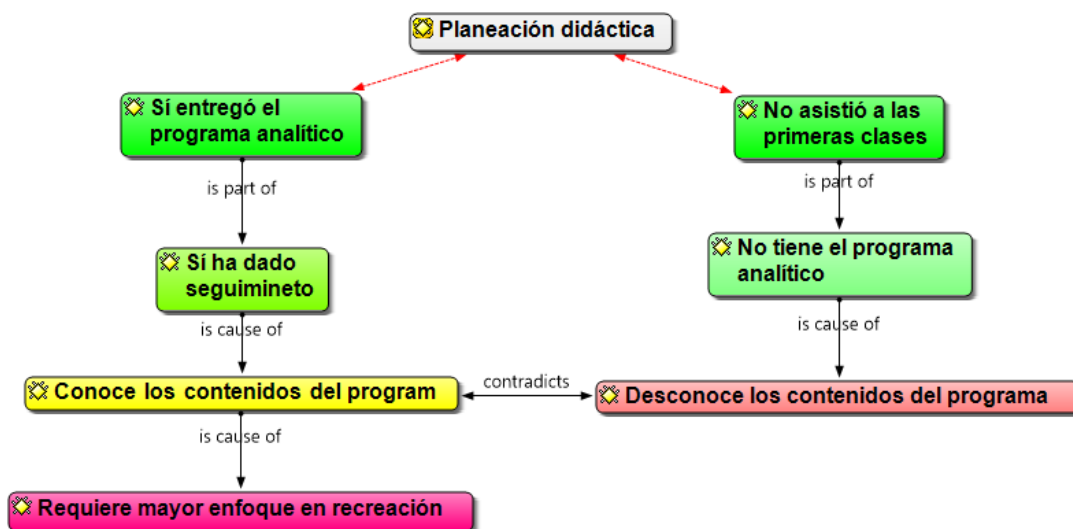 Planeación didáctica
Sí entregó el
programa analítico
No asistió a las
primeras clases
is part of
is part of
Sí ha dado
seguimineto
No tiene el programa
analítico
is cause of
is cause of
Conoce los contenidos del program
contradicts
Desconoce los contenidos del programa
is cause of
Requiere mayor enfoque en recreación